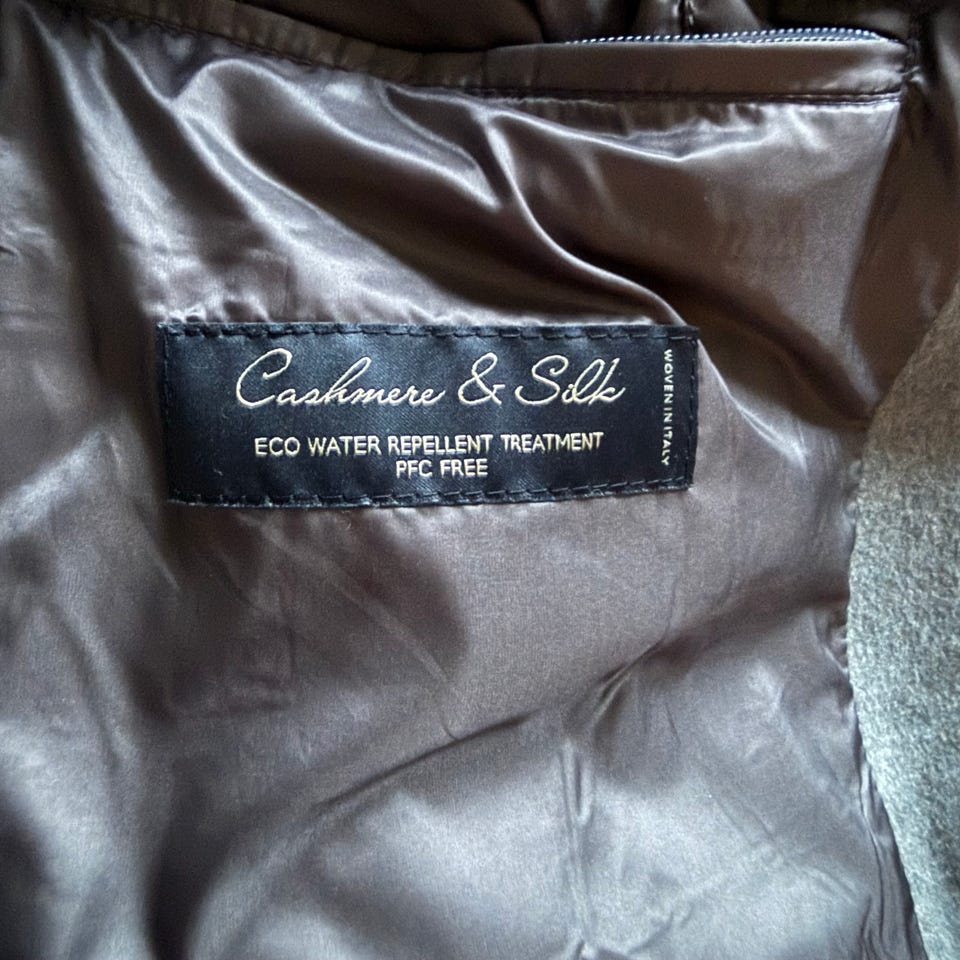 Cashmere & Silk
ECO WATER REPELLENT TREATMENT
PFC FREE
WOVEN IN ITALY